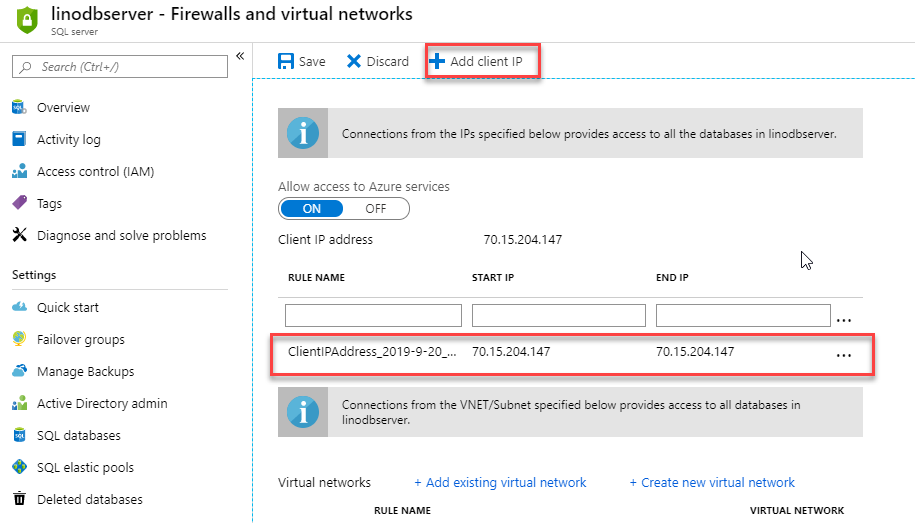 linodbserver - Firewalls and virtual networks
SQL server
Search (Ctrl+/)
«
Overview
Activity log
Access control (IAM)
Tags
Diagnose and solve problems
Settings
Quick start
Failover groups
Manage Backups
Active Directory admin
SQL databases
SQL elastic pools
Deleted databases
Save Discard Add client IP
Connections from the IPs specified below provides access to all the databases in linodbserver.
Allow access to Azure services
ON OFF
Client IP address 70.15.204.147
RULE NAME START IP END IP
...
ClientIPAddress_2019-9-20_... 70.15.204.147 70.15.204.147 ...
Connections from the VNET/Subnet specified below provides access to all databases in
linodbserver.
Virtual networks + Add existing virtual network + Create new virtual network
RULE NAME VIRTUAL NETWORK